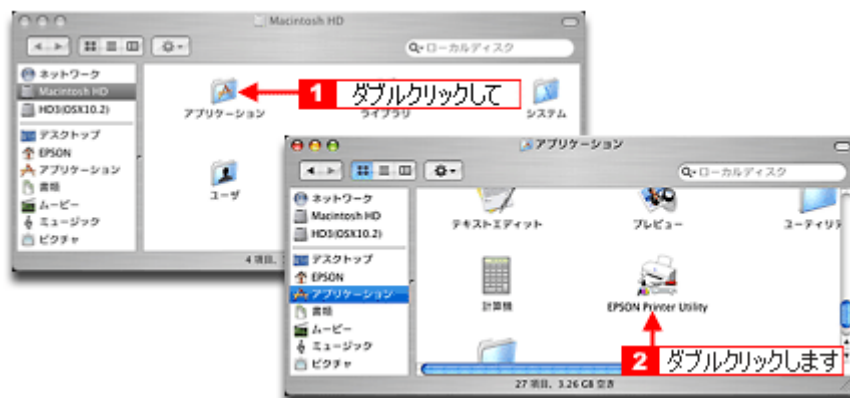 Macintosh HD
ローカルディスク
ネットワーク
Macintosh HD
HD3(OSX10.2)
デスクトップ
EPSON
アプリケーション
書類
ムービー
ミュージック
ピクチャ
アプリケーション
1 ダブルクリックして
ライブラリ
システム
ユーザ
4 項目、
アプリケーション
ローカルディスク
ネットワーク
Macintosh HD
HD3(OSX10.2)
デスクトップ
EPSON
アプリケーション
書類
ムービー
ミュージック
ピクチャ
テキストエディット
プレビュー
ユーティリテ
計算機
EPSON Printer Utility
2 ダブルクリックします
27 項目、3.26 GB 空き